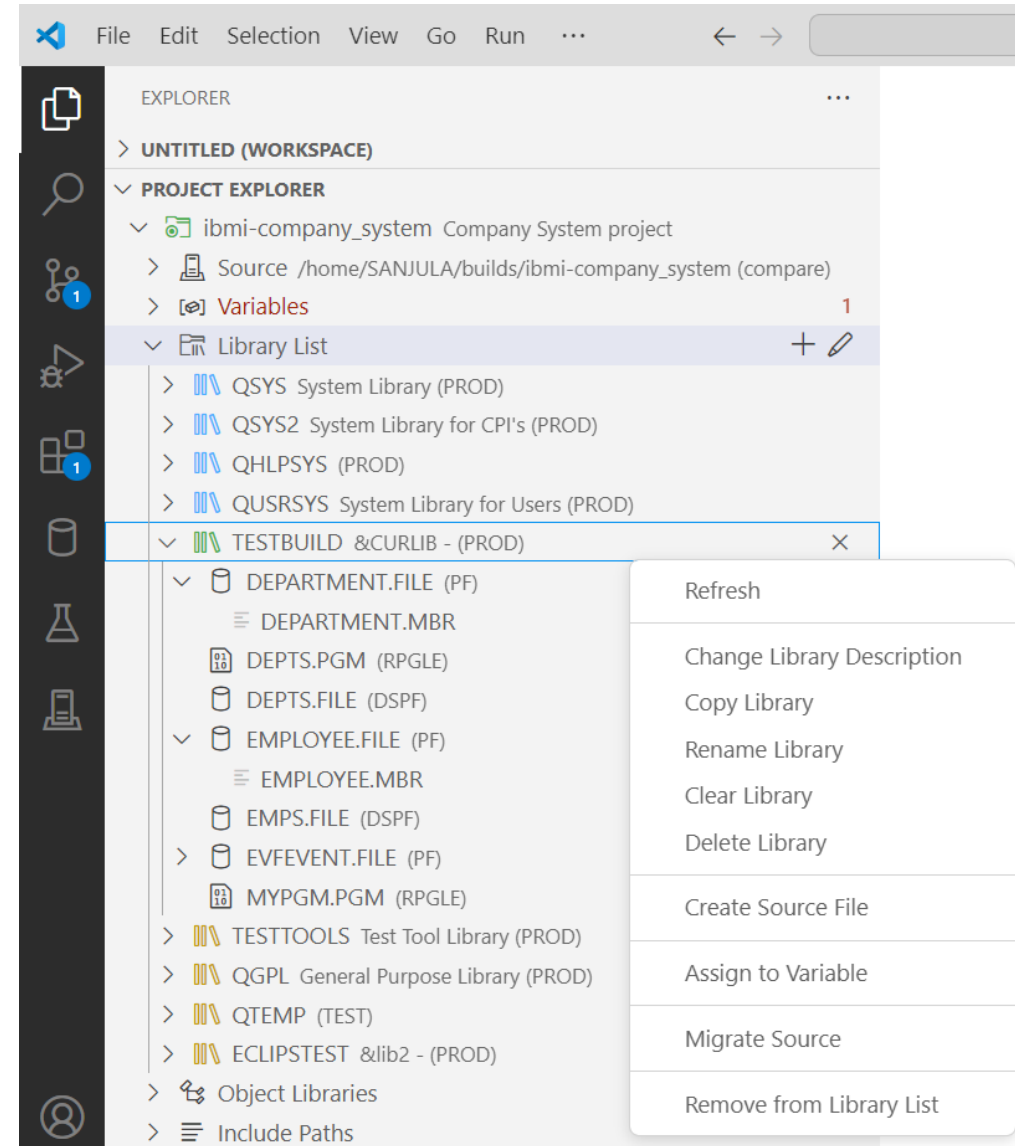 File Edit Selection View Go Run ...
EXPLORER ...
UNTITLED (WORKSPACE)
PROJECT EXPLORER
ibmi-company_system Company System project
Source /home/SANJULA/builds/ibmi-company_system (compare)
Variables 1
1
Library List
QSYS System Library (PROD)
QSYS2 System Library for CPI's (PROD)
QHLPSYS (PROD)
1
QUSRSYS System Library for Users (PROD)
TESTBUILD &CURLIB - (PROD)
DEPARTMENT.FILE (PF)
DEPARTMENT.MBR
DEPTS.PGM (RPGLE)
DEPTS.FILE (DSPF)
EMPLOYEE.FILE (PF)
EMPLOYEE.MBR
EMPS.FILE (DSPF)
EVFEVENT.FILE (PF)
MYPGM.PGM (RPGLE)
TESTTOOLS Test Tool Library (PROD)
QGPL General Purpose Library (PROD)
QTEMP (TEST)
ECLIPSTEST &lib2 - (PROD)
Object Libraries
Include Paths
Refresh
Change Library Description
Copy Library
Rename Library
Clear Library
Delete Library
Create Source File
Assign to Variable
Migrate Source
Remove from Library List